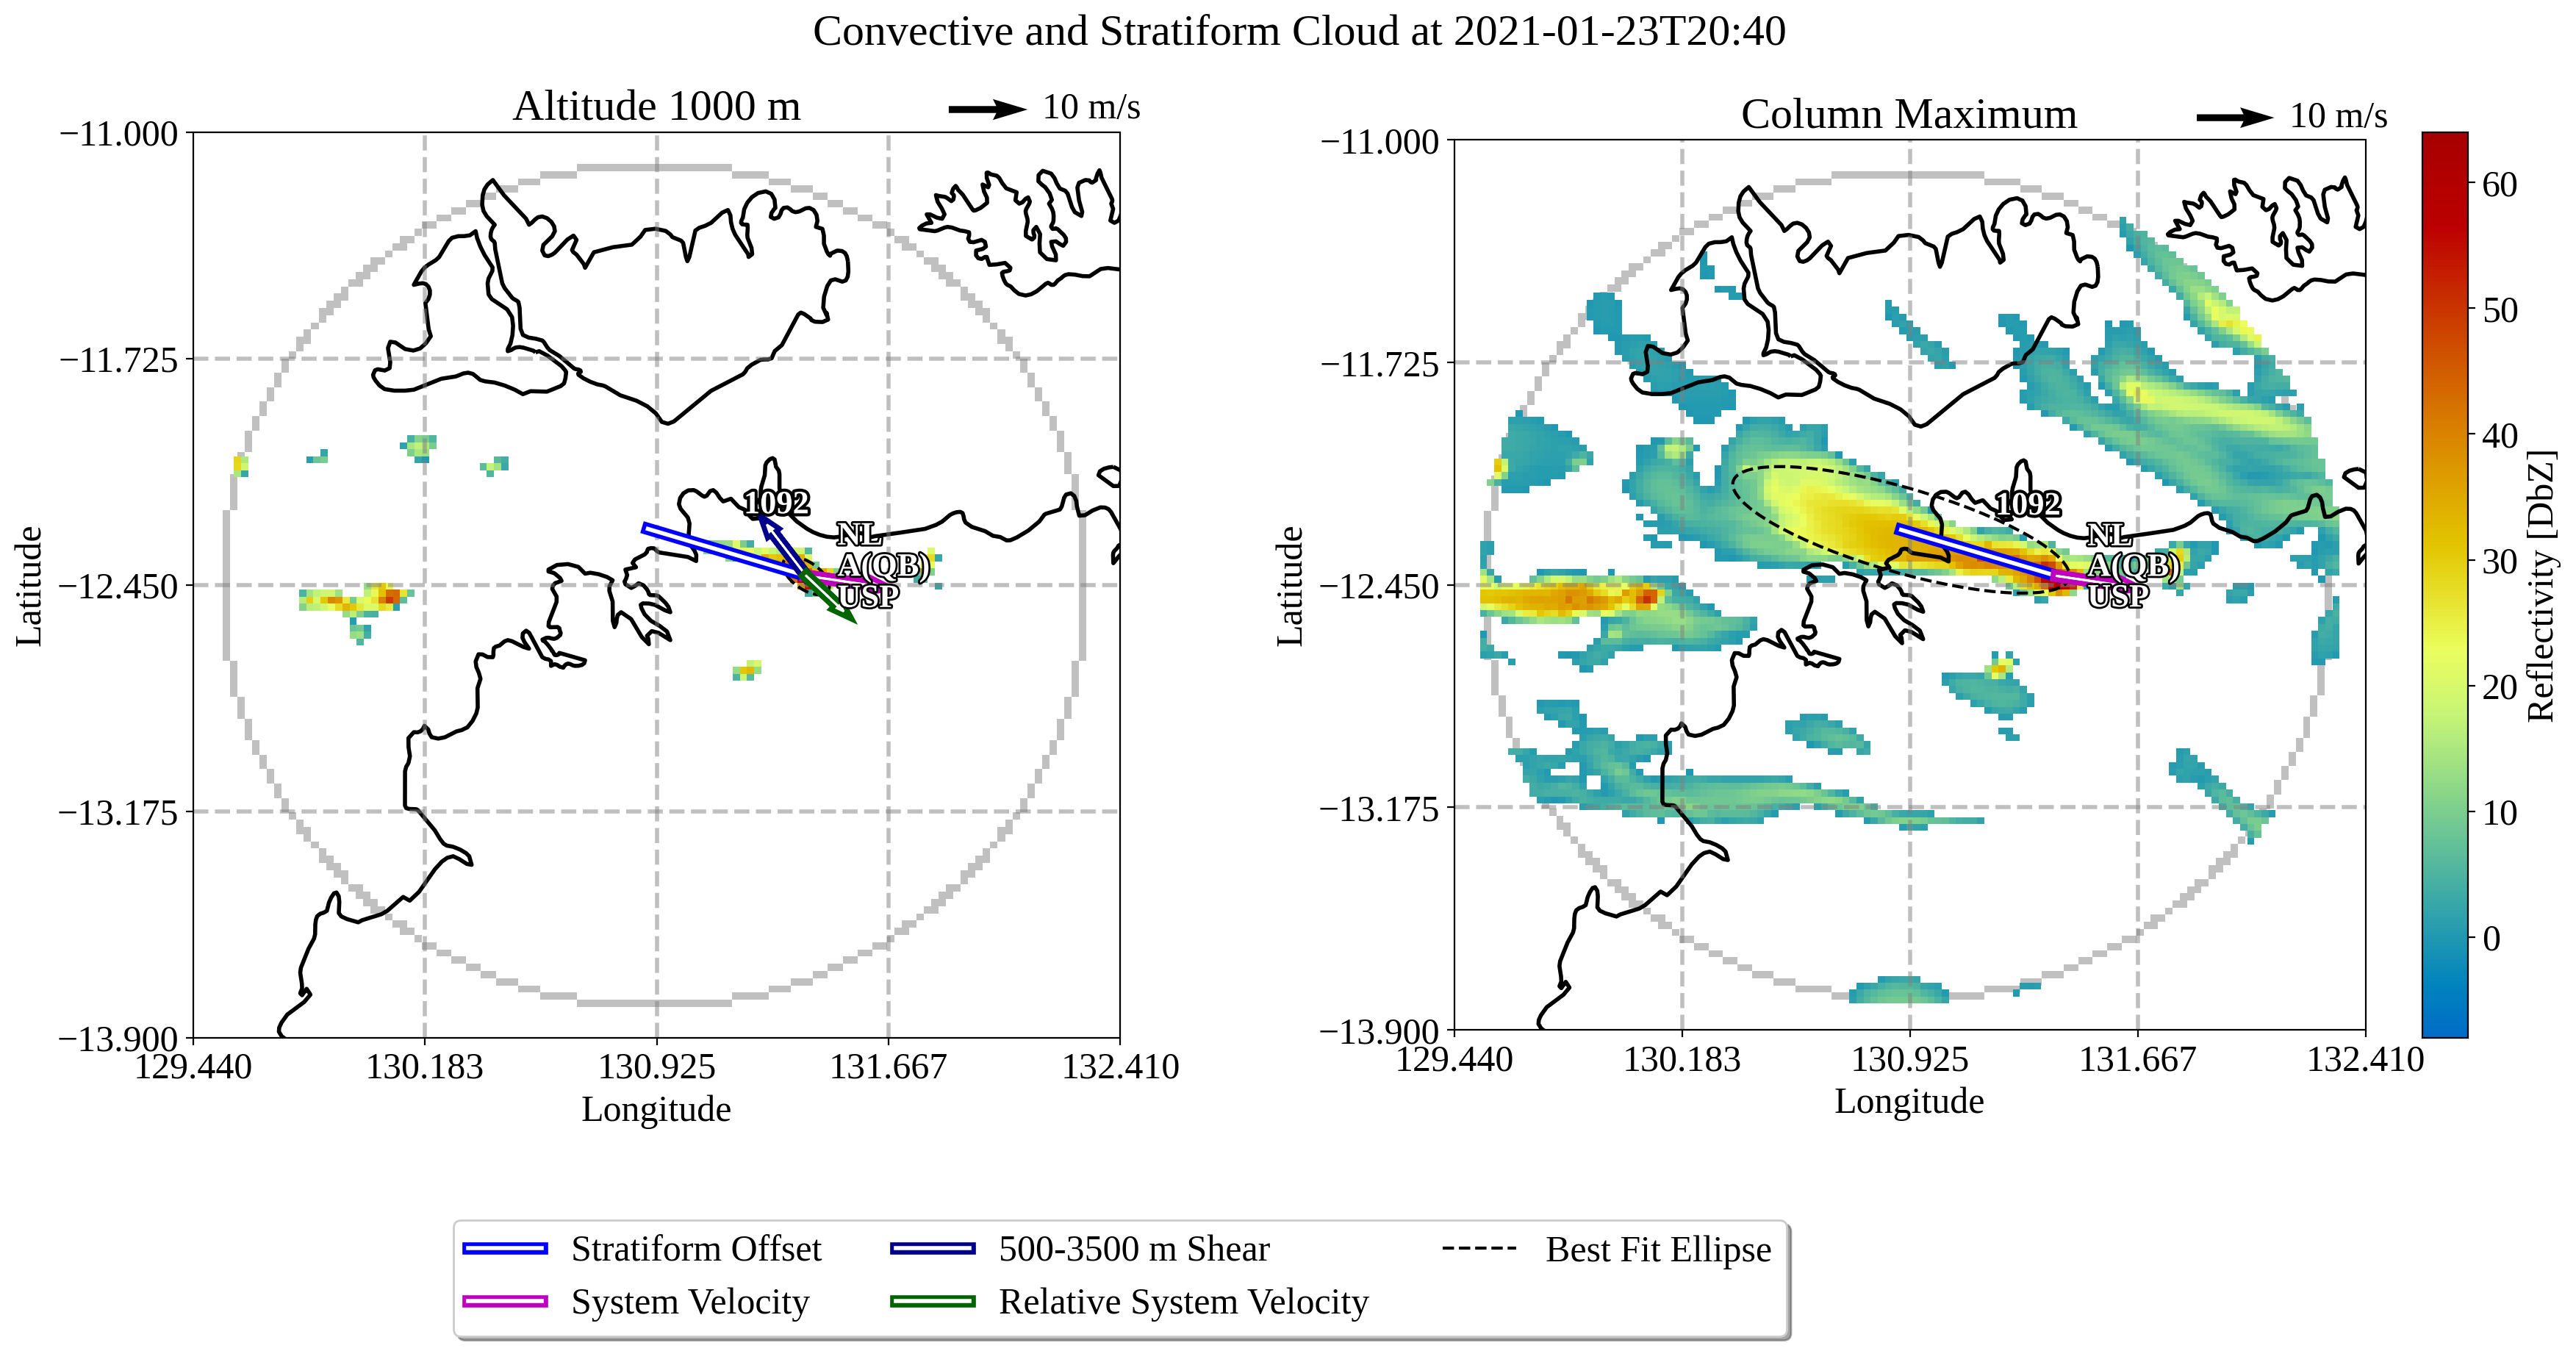 Convective and Stratiform Cloud at 2021-01-23T20:40
Altitude 1000 m
10 m/s
−11.000
−11.725
−12.450
−13.175
−13.900
Latitude
129.440
130.183
130.925
131.667
132.410
Longitude
1092
NL
A(QB)
USP
Column Maximum
10 m/s
−11.000
−11.725
−12.450
−13.175
−13.900
Latitude
129.440
130.183
130.925
131.667
132.410
Longitude
1092
NL
A(QB)
USP
60
50
40
30
20
10
0
Reflectivity [DbZ]
Stratiform Offset
System Velocity
500-3500 m Shear
Relative System Velocity
Best Fit Ellipse